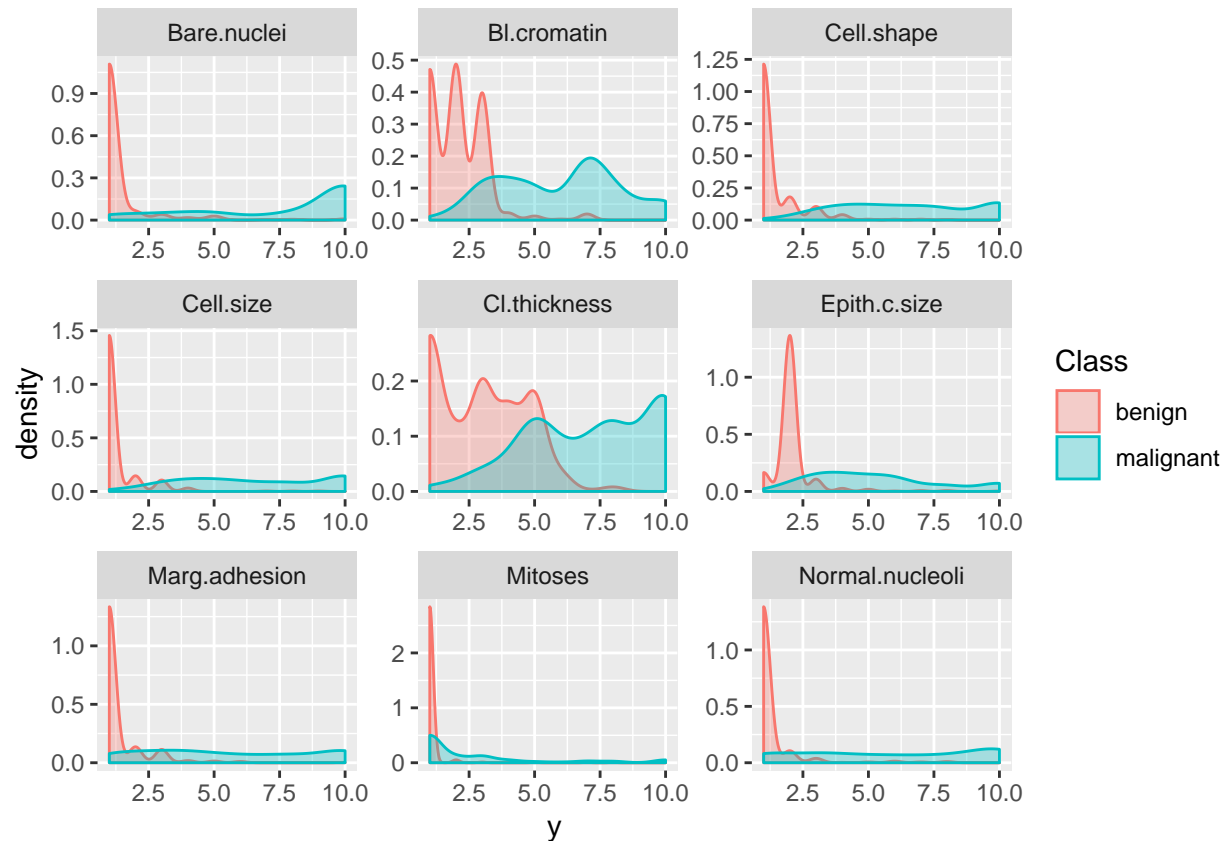 Bare.nuclei
Bl.cromatin
Cell.shape
0.9
0.6
0.3
0.0
0.5
0.4
0.3
0.2
0.1
0.0
1.25
1.00
0.75
0.50
0.25
0.00
2.5 5.0 7.5 10.0
2.5 5.0 7.5 10.0
2.5 5.0 7.5 10.0
Cell.size
Cl.thickness
Epith.c.size
1.5
1.0
0.5
0.0
0.2
0.1
0.0
1.0
0.5
0.0
2.5 5.0 7.5 10.0
2.5 5.0 7.5 10.0
2.5 5.0 7.5 10.0
Marg.adhesion
Mitoses
Normal.nucleoli
1.0
0.5
0.0
2
1
0
1.0
0.5
0.0
2.5 5.0 7.5 10.0
2.5 5.0 7.5 10.0
2.5 5.0 7.5 10.0
density
y
Class
benign
malignant